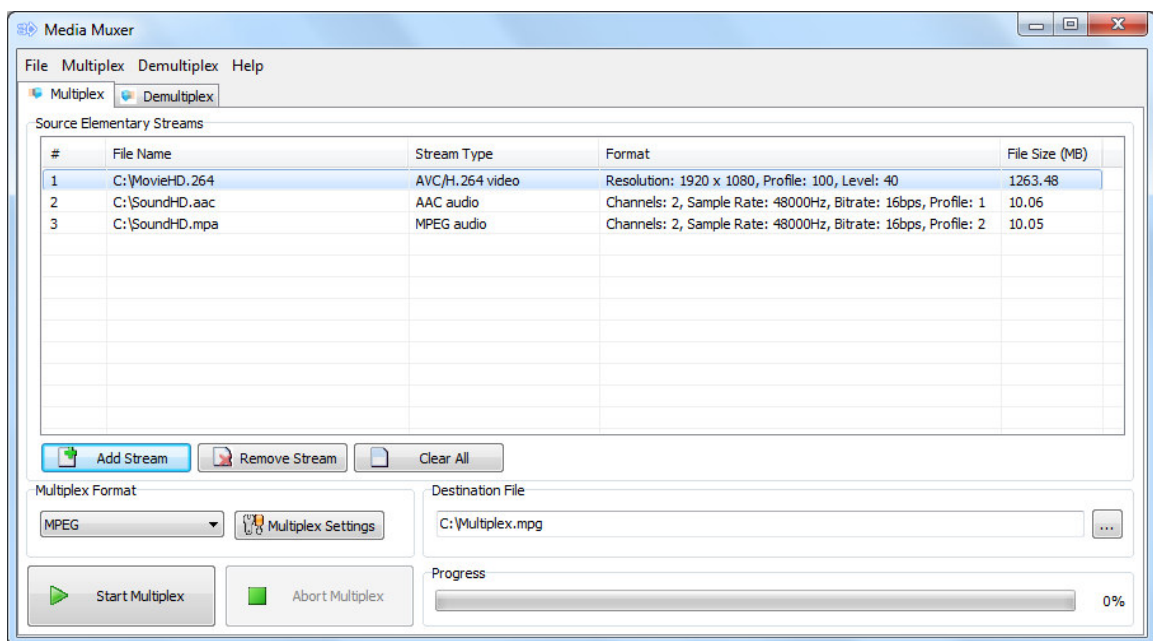 Media Muxer
File Multiplex Demultiplex Help
Multiplex Demultiplex
Source Elementary Streams
# File Name Stream Type Format File Size (MB)
1 C:\MovieHD.264 AVC/H.264 video Resolution: 1920 x 1080, Profile: 100, Level: 40 1263.48
2 C:\SoundHD.aac AAC audio Channels: 2, Sample Rate: 48000Hz, Bitrate: 16bps, Profile: 1 10.06
3 C:\SoundHD.mpa MPEG audio Channels: 2, Sample Rate: 48000Hz, Bitrate: 16bps, Profile: 2 10.05
Add Stream Remove Stream Clear All
Multiplex Format Destination File
MPEG Multiplex Settings C:\Multiplex.mpg ...
Start Multiplex Abort Multiplex Progress 0%